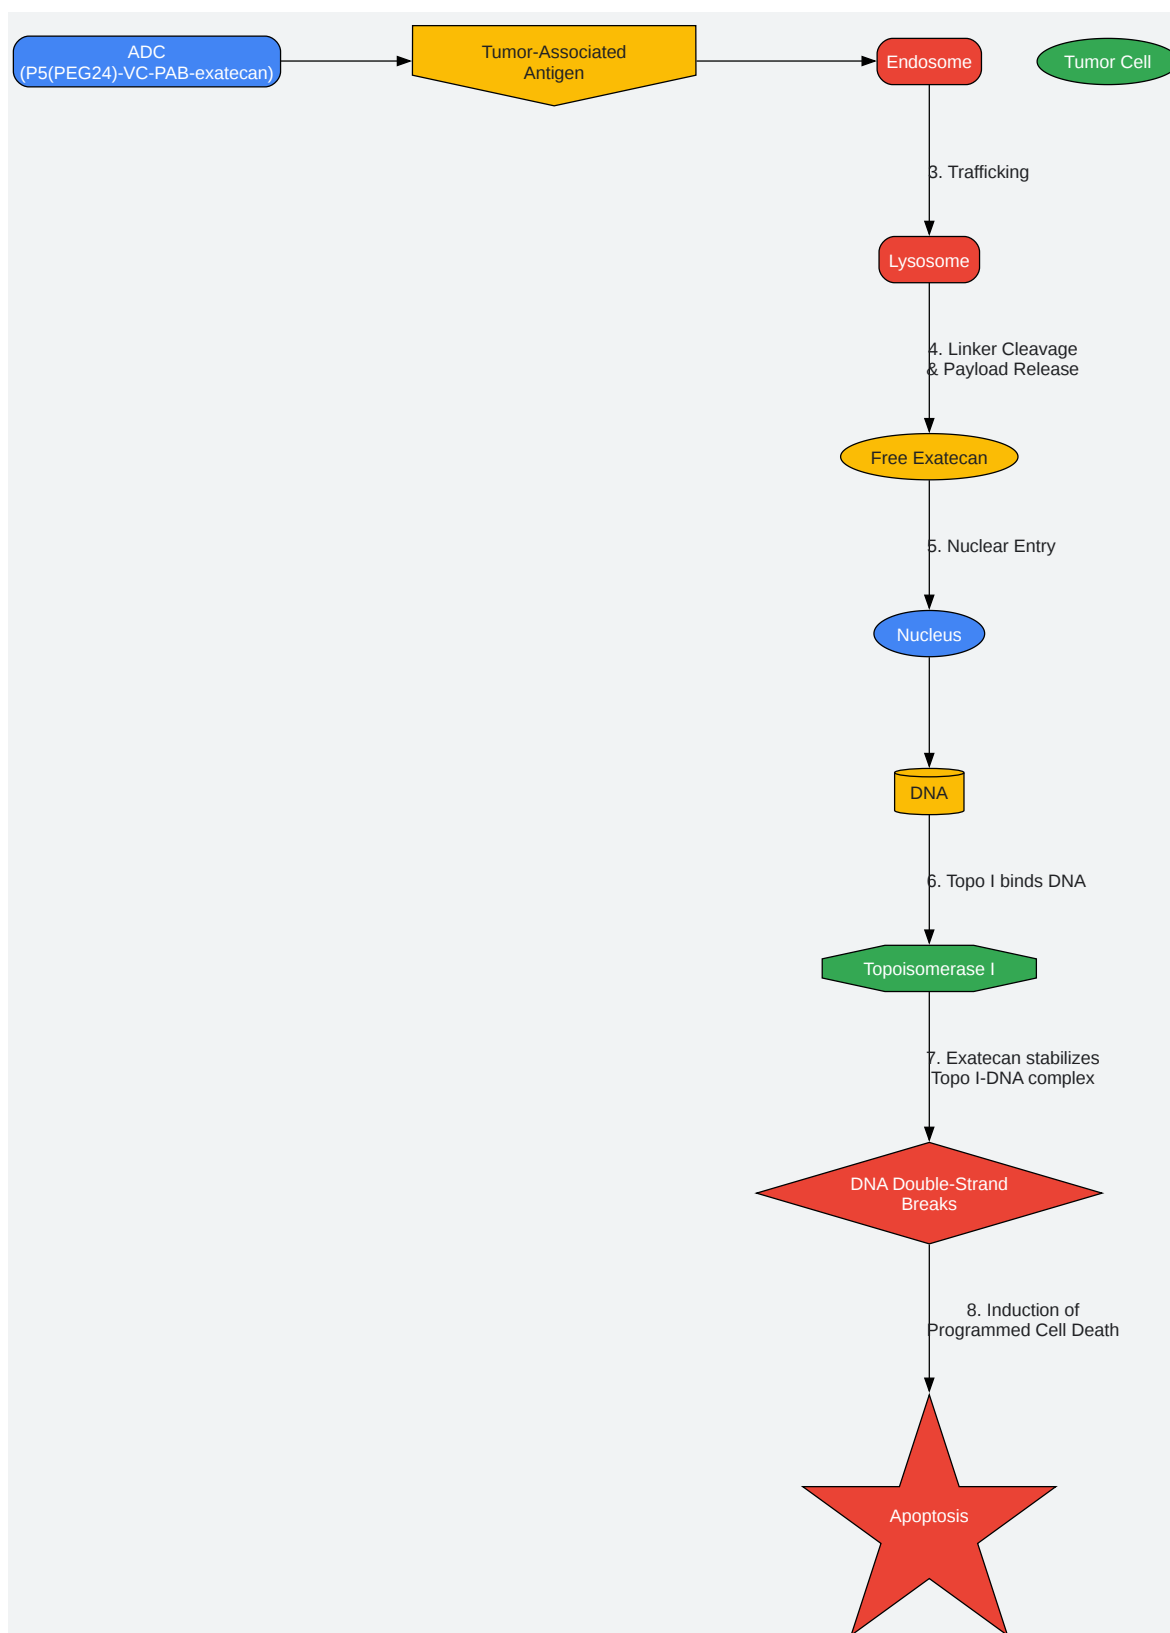 ADC
(P5(PEG24)-VC-PAB-exatecan)
Tumor-Associated
Antigen
Endosome
Tumor Cell
3. Trafficking
Lysosome
4. Linker Cleavage
& Payload Release
Free Exatecan
5. Nuclear Entry
Nucleus
DNA
6. Topo I binds DNA
Topoisomerase I
7. Exatecan stabilizes
Topo I-DNA complex
DNA Double-Strand
Breaks
8. Induction of
Programmed Cell Death
Apoptosis